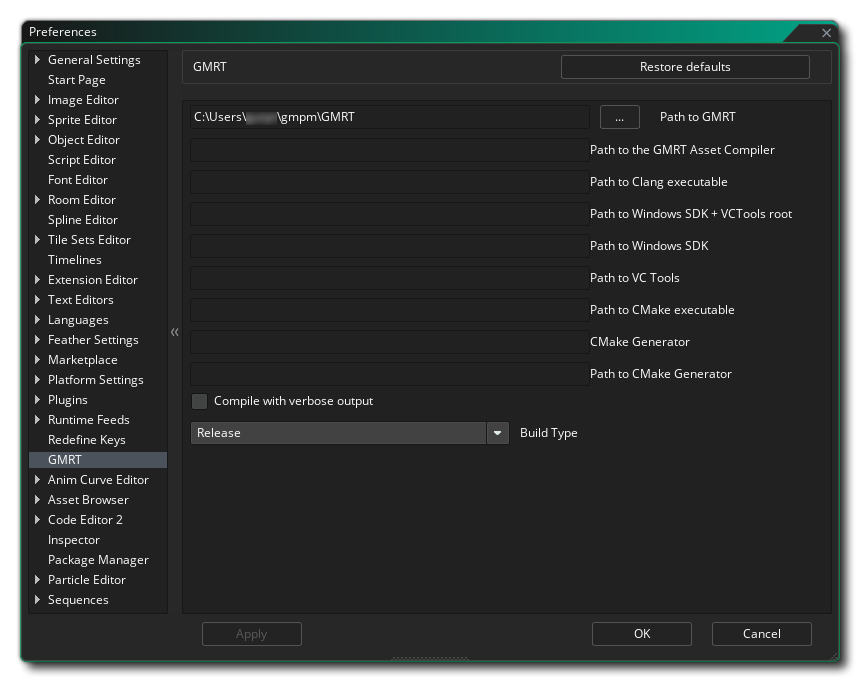 Preferences
General Settings
Start Page
Image Editor
Sprite Editor
Object Editor
Script Editor
Font Editor
Room Editor
Spline Editor
Tile Sets Editor
Timelines
Extension Editor
Text Editors
Languages
Feather Settings
Marketplace
Platform Settings
Plugins
Runtime Feeds
Redefine Keys
GMRT
Anim Curve Editor
Asset Browser
Code Editor 2
Inspector
Package Manager
Particle Editor
Sequences
GMRT Restore defaults
C:\Users\ \gmpm\GMRT ... Path to GMRT
Path to the GMRT Asset Compiler
Path to Clang executable
Path to Windows SDK + VCTools root
Path to Windows SDK
Path to VC Tools
Path to CMake executable
CMake Generator
Path to CMake Generator
Compile with verbose output
Release Build Type
Apply OK Cancel